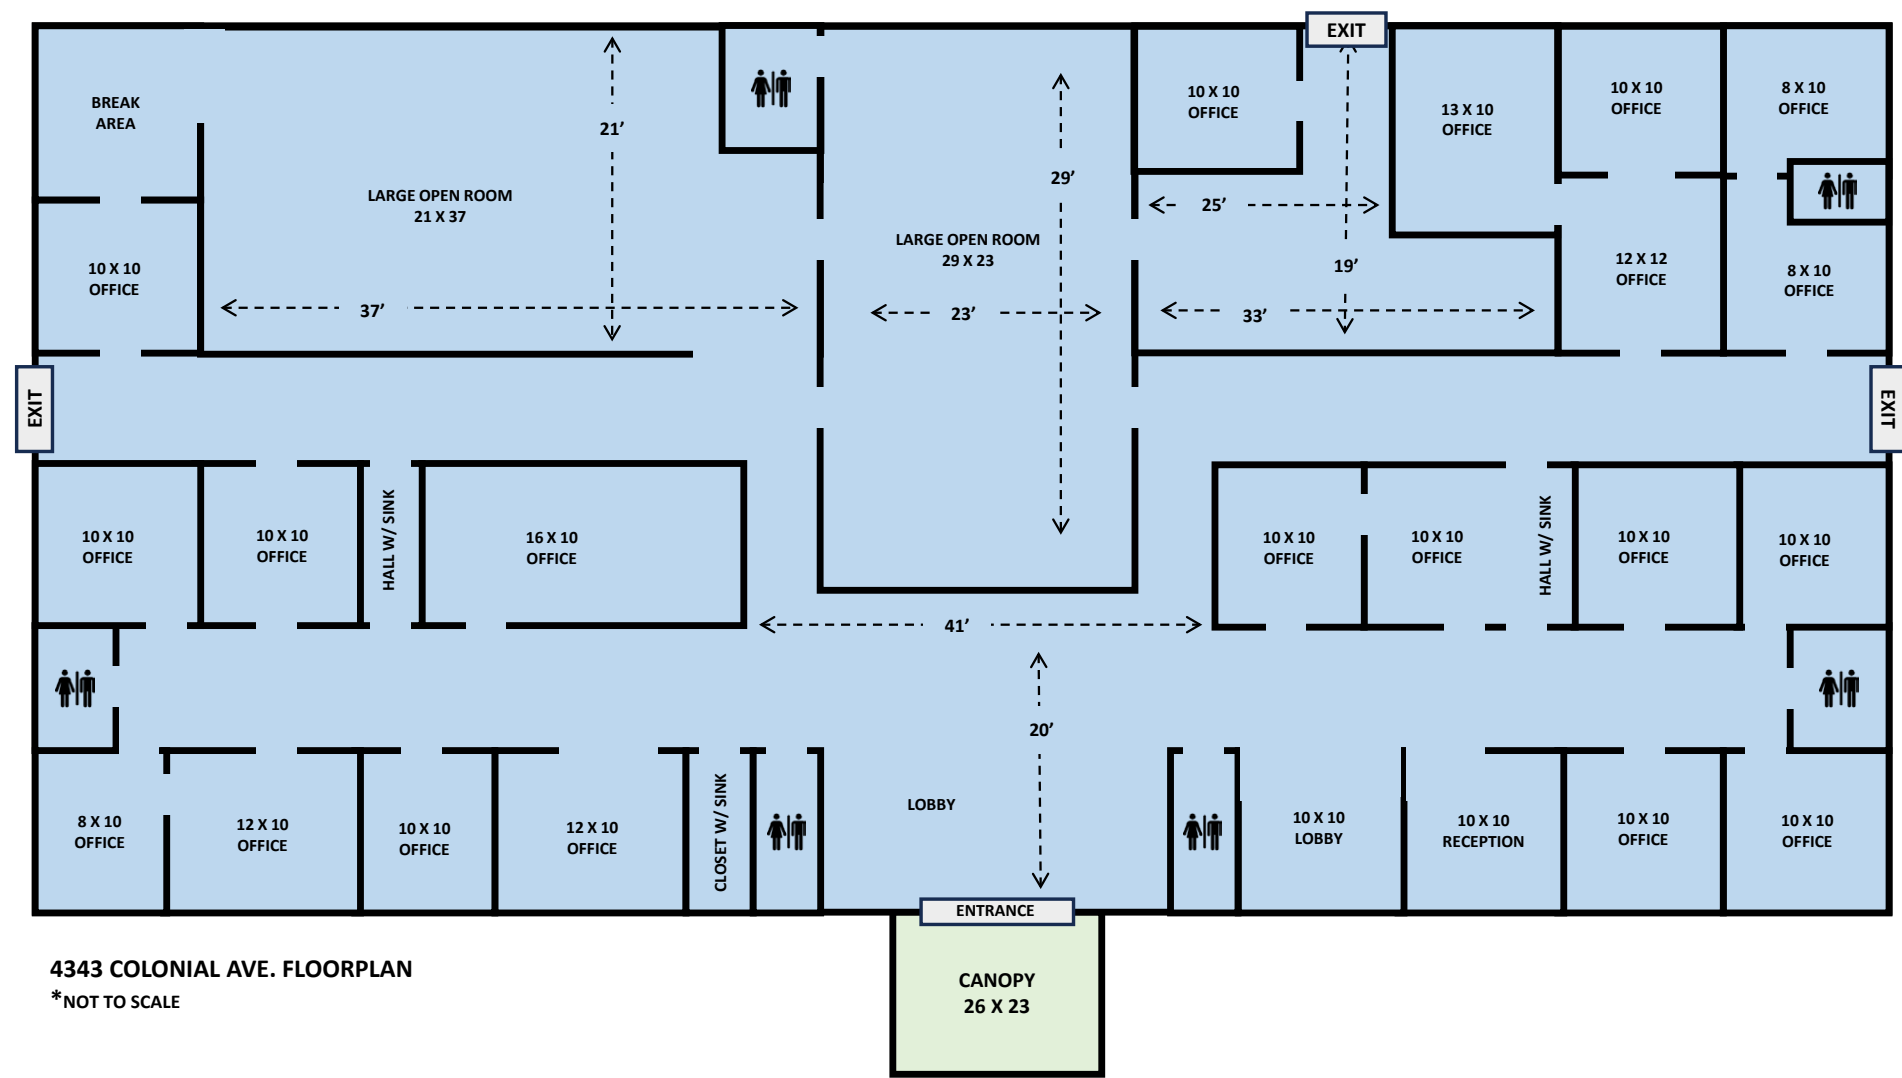 EXIT
BREAK
AREA
21'
LARGE OPEN ROOM
21 X 37
10 X 10
OFFICE
37'
29'
LARGE OPEN ROOM
29 X 23
23'
10 X 10
OFFICE
25'
19'
33'
13 X 10
OFFICE
10 X 10
OFFICE
8 X 10
OFFICE
12 X 12
OFFICE
8 X 10
OFFICE
EXIT
EXIT
10 X 10
OFFICE
10 X 10
OFFICE
HALL W/ SINK
16 X 10
OFFICE
10 X 10
OFFICE
10 X 10
OFFICE
HALL W/ SINK
10 X 10
OFFICE
10 X 10
OFFICE
41'
20'
LOBBY
8 X 10
OFFICE
12 X 10
OFFICE
10 X 10
OFFICE
12 X 10
OFFICE
CLOSET W/ SINK
10 X 10
LOBBY
10 X 10
RECEPTION
10 X 10
OFFICE
10 X 10
OFFICE
ENTRANCE
CANOPY
26 X 23
4343 COLONIAL AVE. FLOORPLAN
*NOT TO SCALE